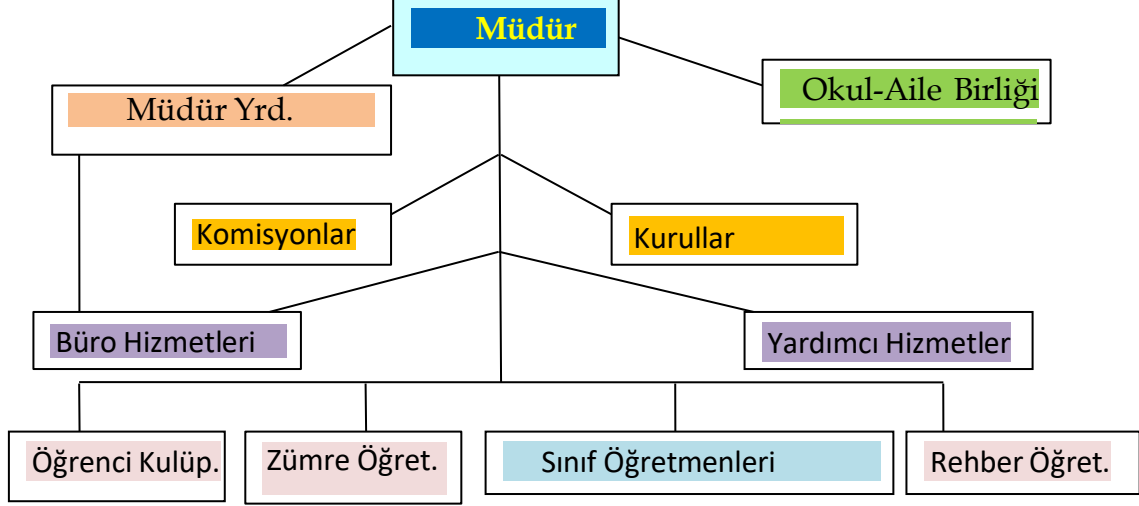 Müdür
Okul-Aile Birliği
Müdür Yrd.
Komisyonlar
Kurullar
Büro Hizmetleri
Yardımcı Hizmetler
Öğrenci Kulüp.
Zümre Öğret.
Sınıf Öğretmenleri
Rehber Öğret.